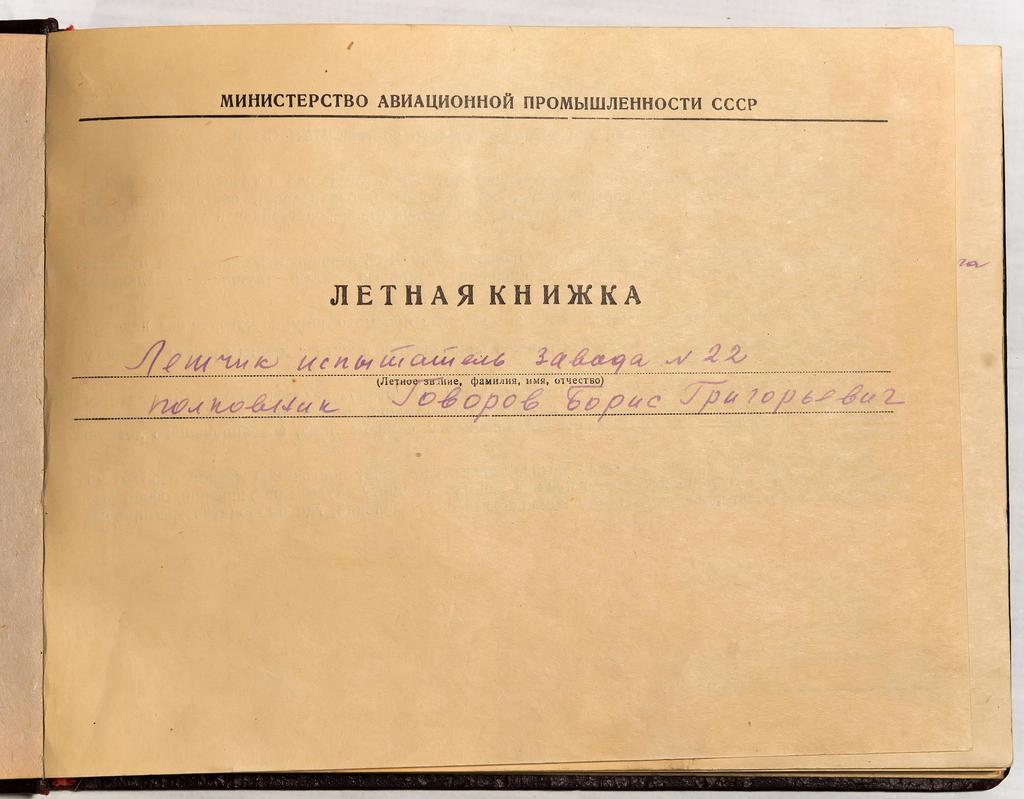 МИНИСТЕРСТВО АВИАЦИОННОЙ ПРОМЫШЛЕННОСТИ СССР
ЛЕТНАЯ КНИЖКА
Летчик испытатель завода № 22
(Летное звание, фамилия, имя, отчество)
полковник Говоров Борис Григорьевич